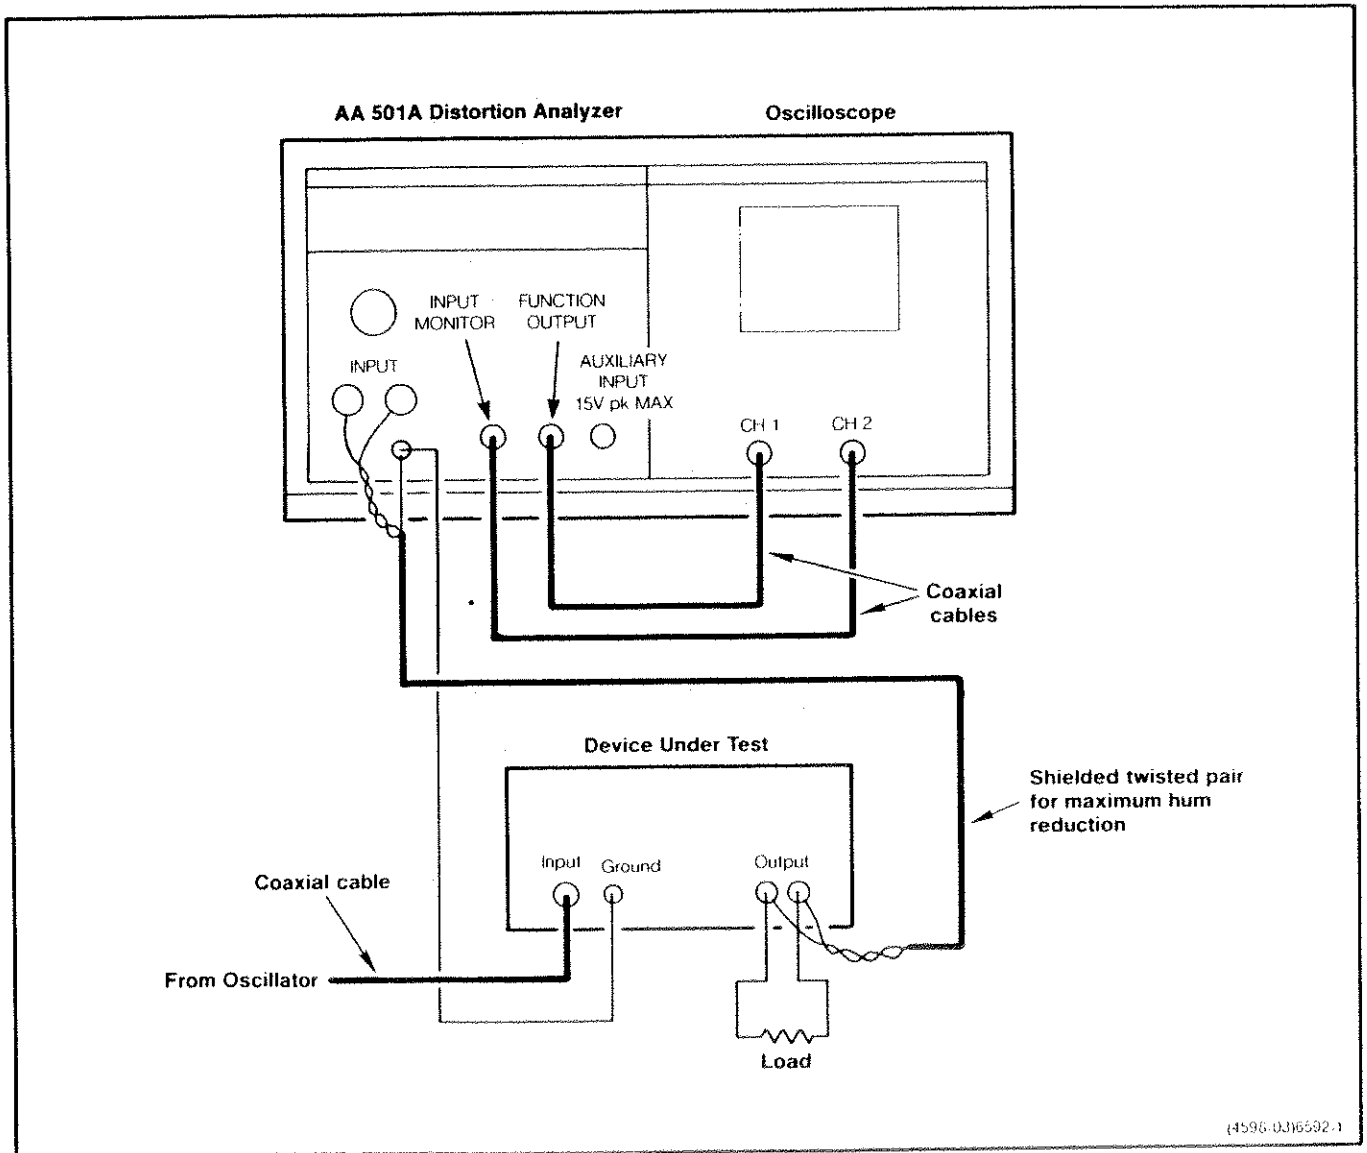 AA 501A Distortion Analyzer
Oscilloscope
INPUT
MONITOR
FUNCTION
OUTPUT
INPUT
AUXILIARY
INPUT
15V pk MAX
CH 1
CH 2
Coaxial
cables
Device Under Test
Shielded twisted pair
for maximum hum
reduction
Input
Ground
Output
Coaxial cable
From Oscillator
Load